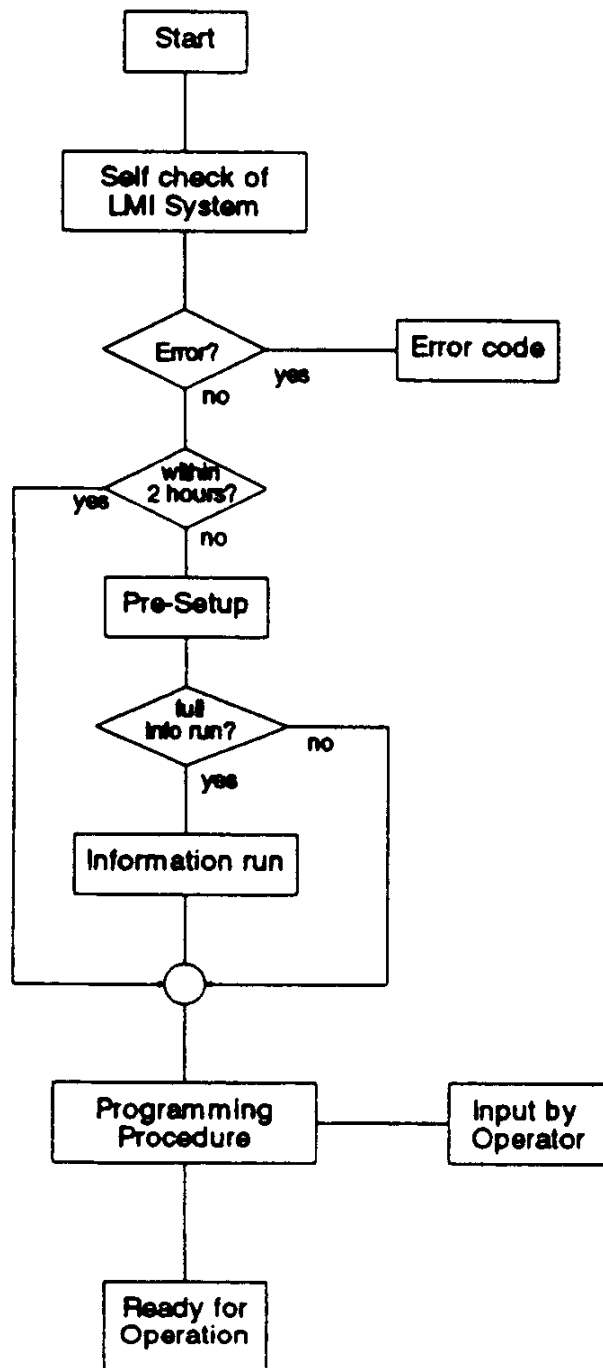 Start
Self check of
LMI System
Error?
yes
Error code
no
within
2 hours?
yes
no
Pre-Setup
full
info run?
no
yes
Information run
Programming
Procedure
Input by
Operator
Ready for
Operation